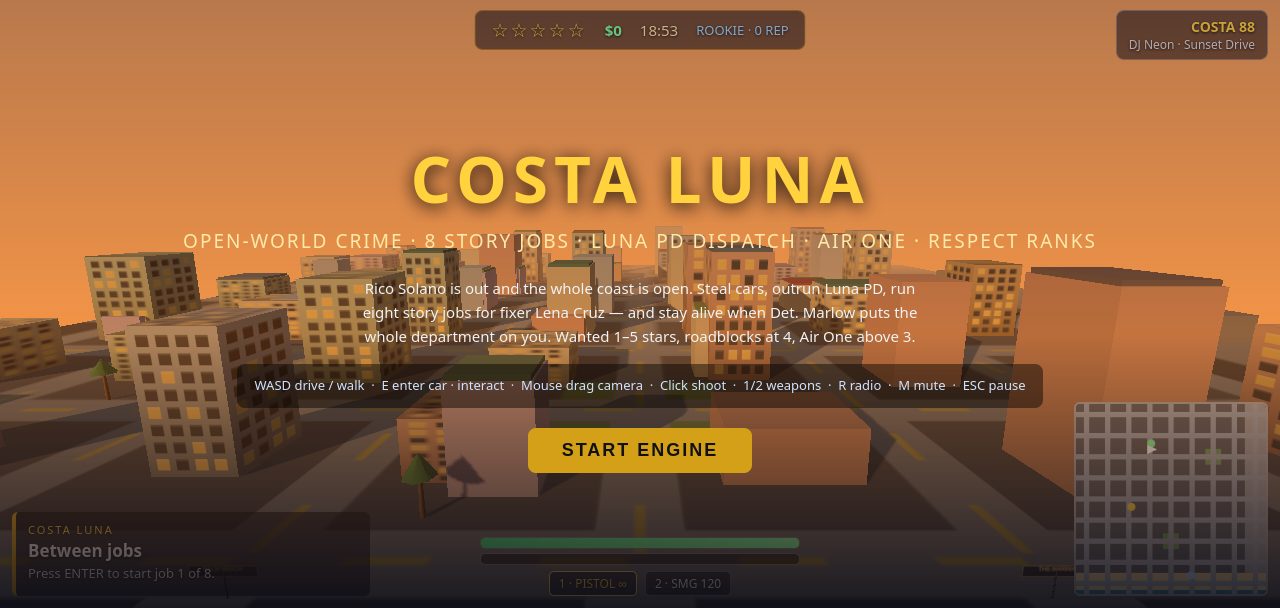 ☆☆☆☆☆ $0 18:53 ROOKIE · 0 REP
COSTA 88
DJ Neon · Sunset Drive
COSTA LUNA
OPEN-WORLD CRIME · 8 STORY JOBS · LUNA PD DISPATCH · AIR ONE · RESPECT RANKS
Rico Solano is out and the whole coast is open. Steal cars, outrun Luna PD, run
eight story jobs for fixer Lena Cruz — and stay alive when Det. Marlow puts the
whole department on you. Wanted 1–5 stars, roadblocks at 4, Air One above 3.
WASD drive / walk · E enter car · interact · Mouse drag camera · Click shoot · 1/2 weapons · R radio · M mute · ESC pause
START ENGINE
COSTA LUNA
Between jobs
Press ENTER to start job 1 of 8.
1 · PISTOL ∞
2 · SMG 120